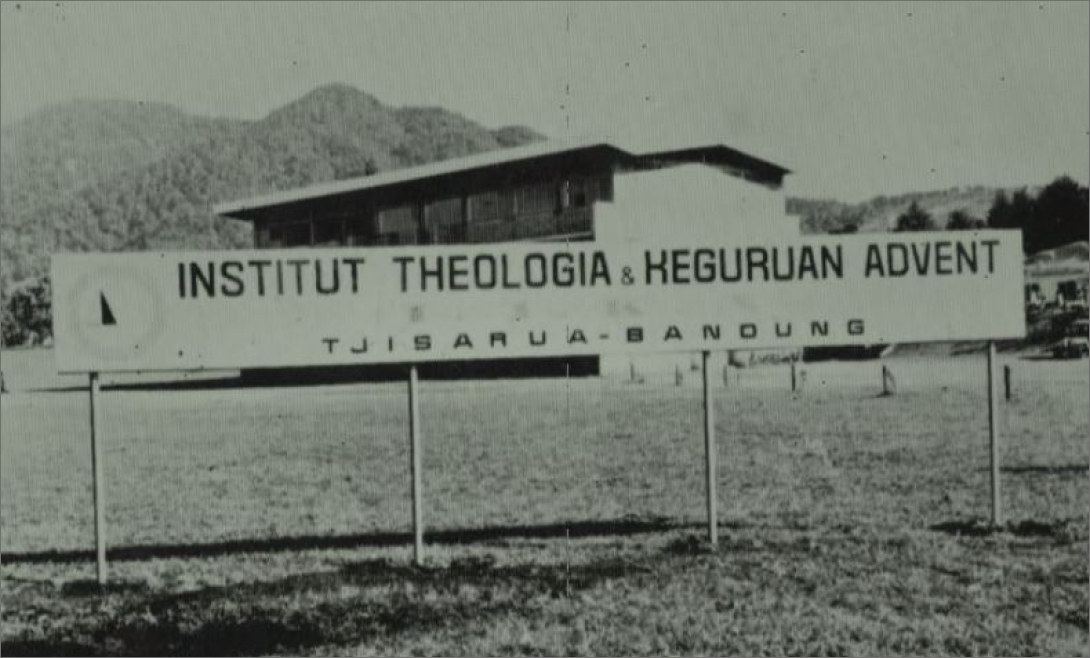 INSTITUT THEOLOGIA & KEGURUAN ADVENT
TJISARUA-BANDUNG